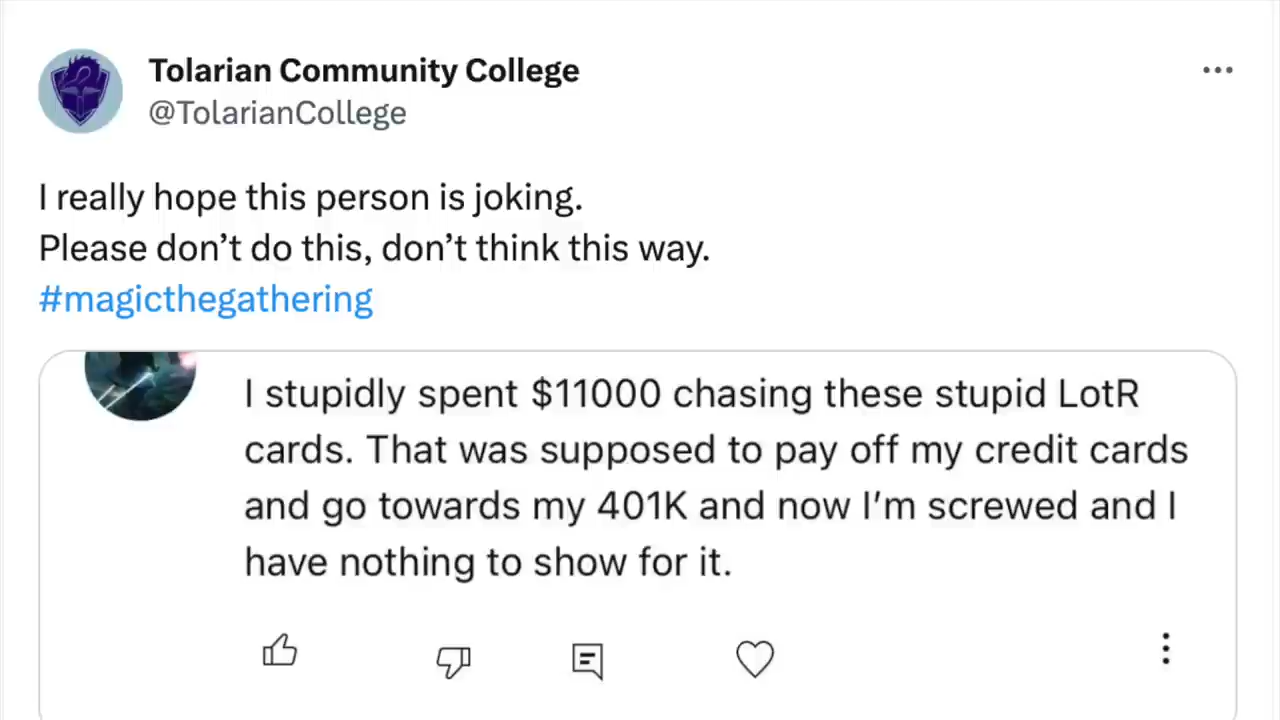 Tolarian Community College
@TolarianCollege
I really hope this person is joking.
Please don’t do this, don’t think this way.
#magicthegathering
I stupidly spent $11000 chasing these stupid LotR
cards. That was supposed to pay off my credit cards
and go towards my 401K and now I’m screwed and I
have nothing to show for it.